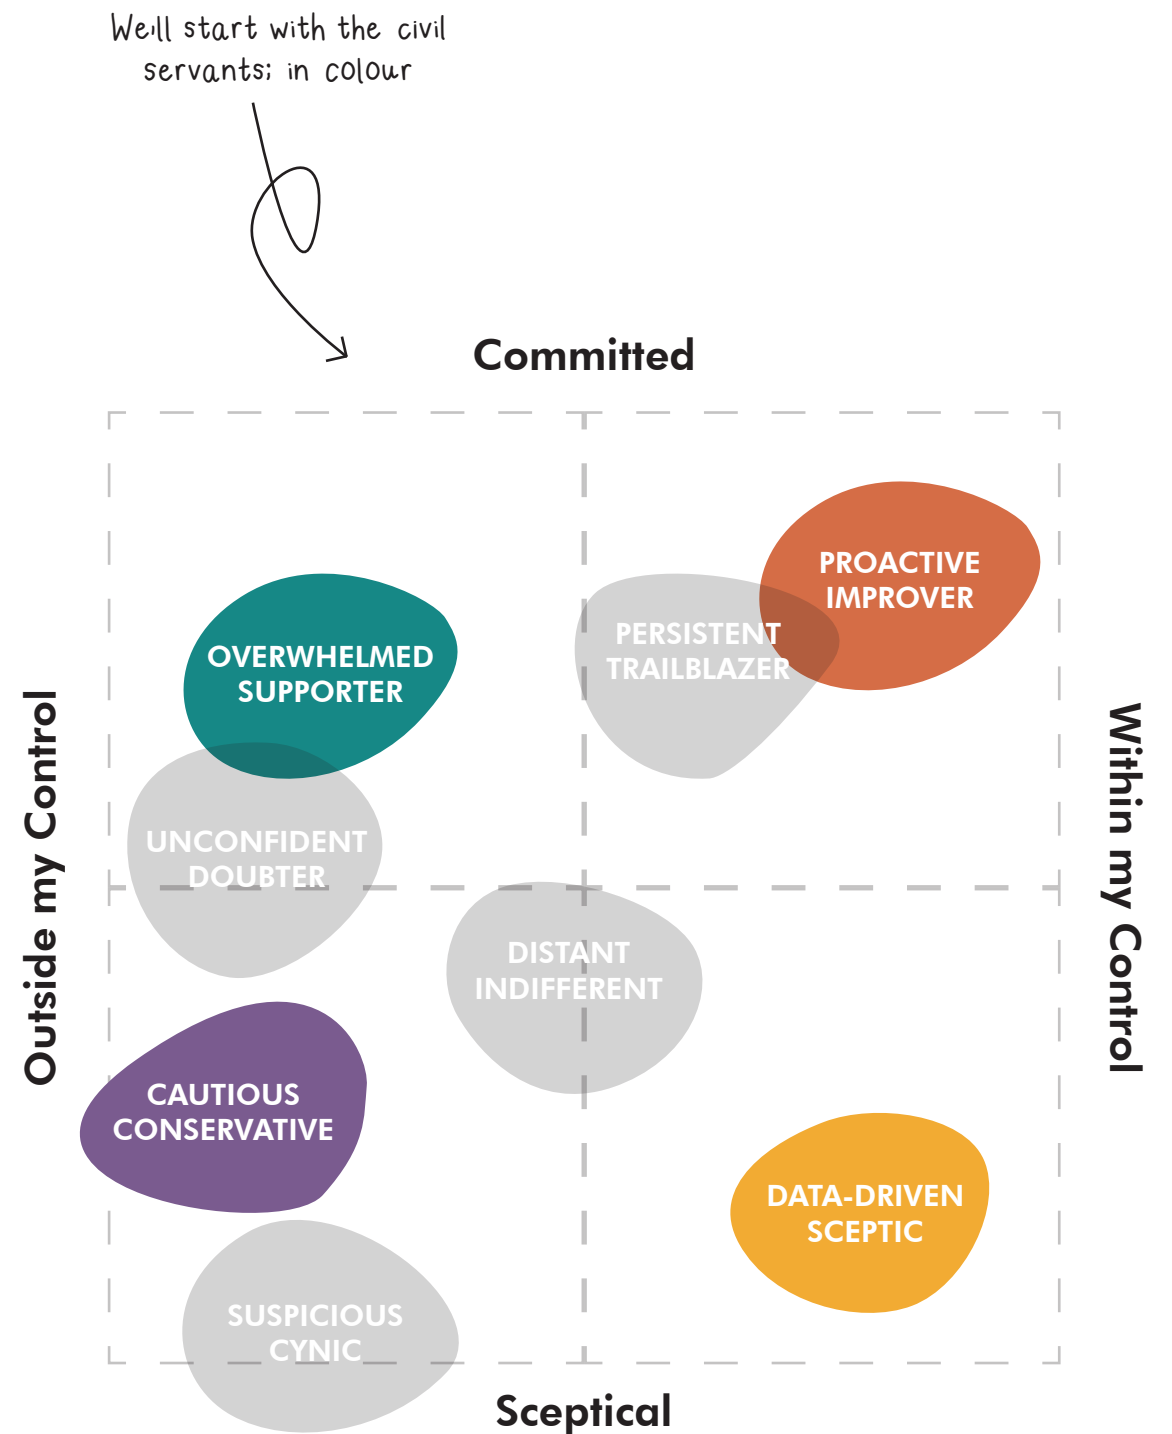 We'll start with the civil
servants; in colour
Committed
PROACTIVE
IMPROVER
PERSISTENT
TRAILBLAZER
OVERWHELMED
SUPPORTER
Outside my Control
Within my Control
UNCONFIDENT
DOUBTER
DISTANT
INDIFFERENT
CAUTIOUS
CONSERVATIVE
DATA-DRIVEN
SCEPTIC
SUSPICIOUS
CYNIC
Sceptical